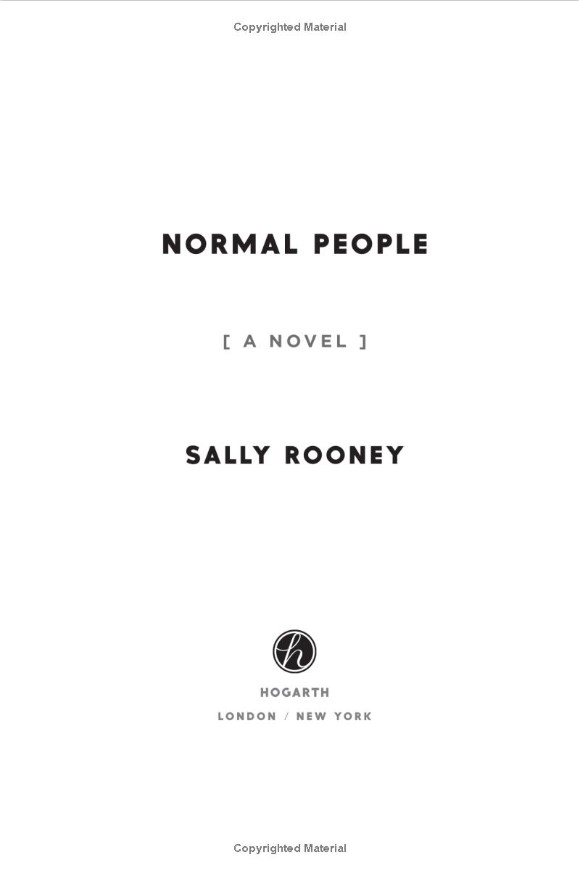 Copyrighted Material
NORMAL PEOPLE
[ A NOVEL ]
SALLY ROONEY
h
HOGARTH
LONDON / NEW YORK
Copyrighted Material